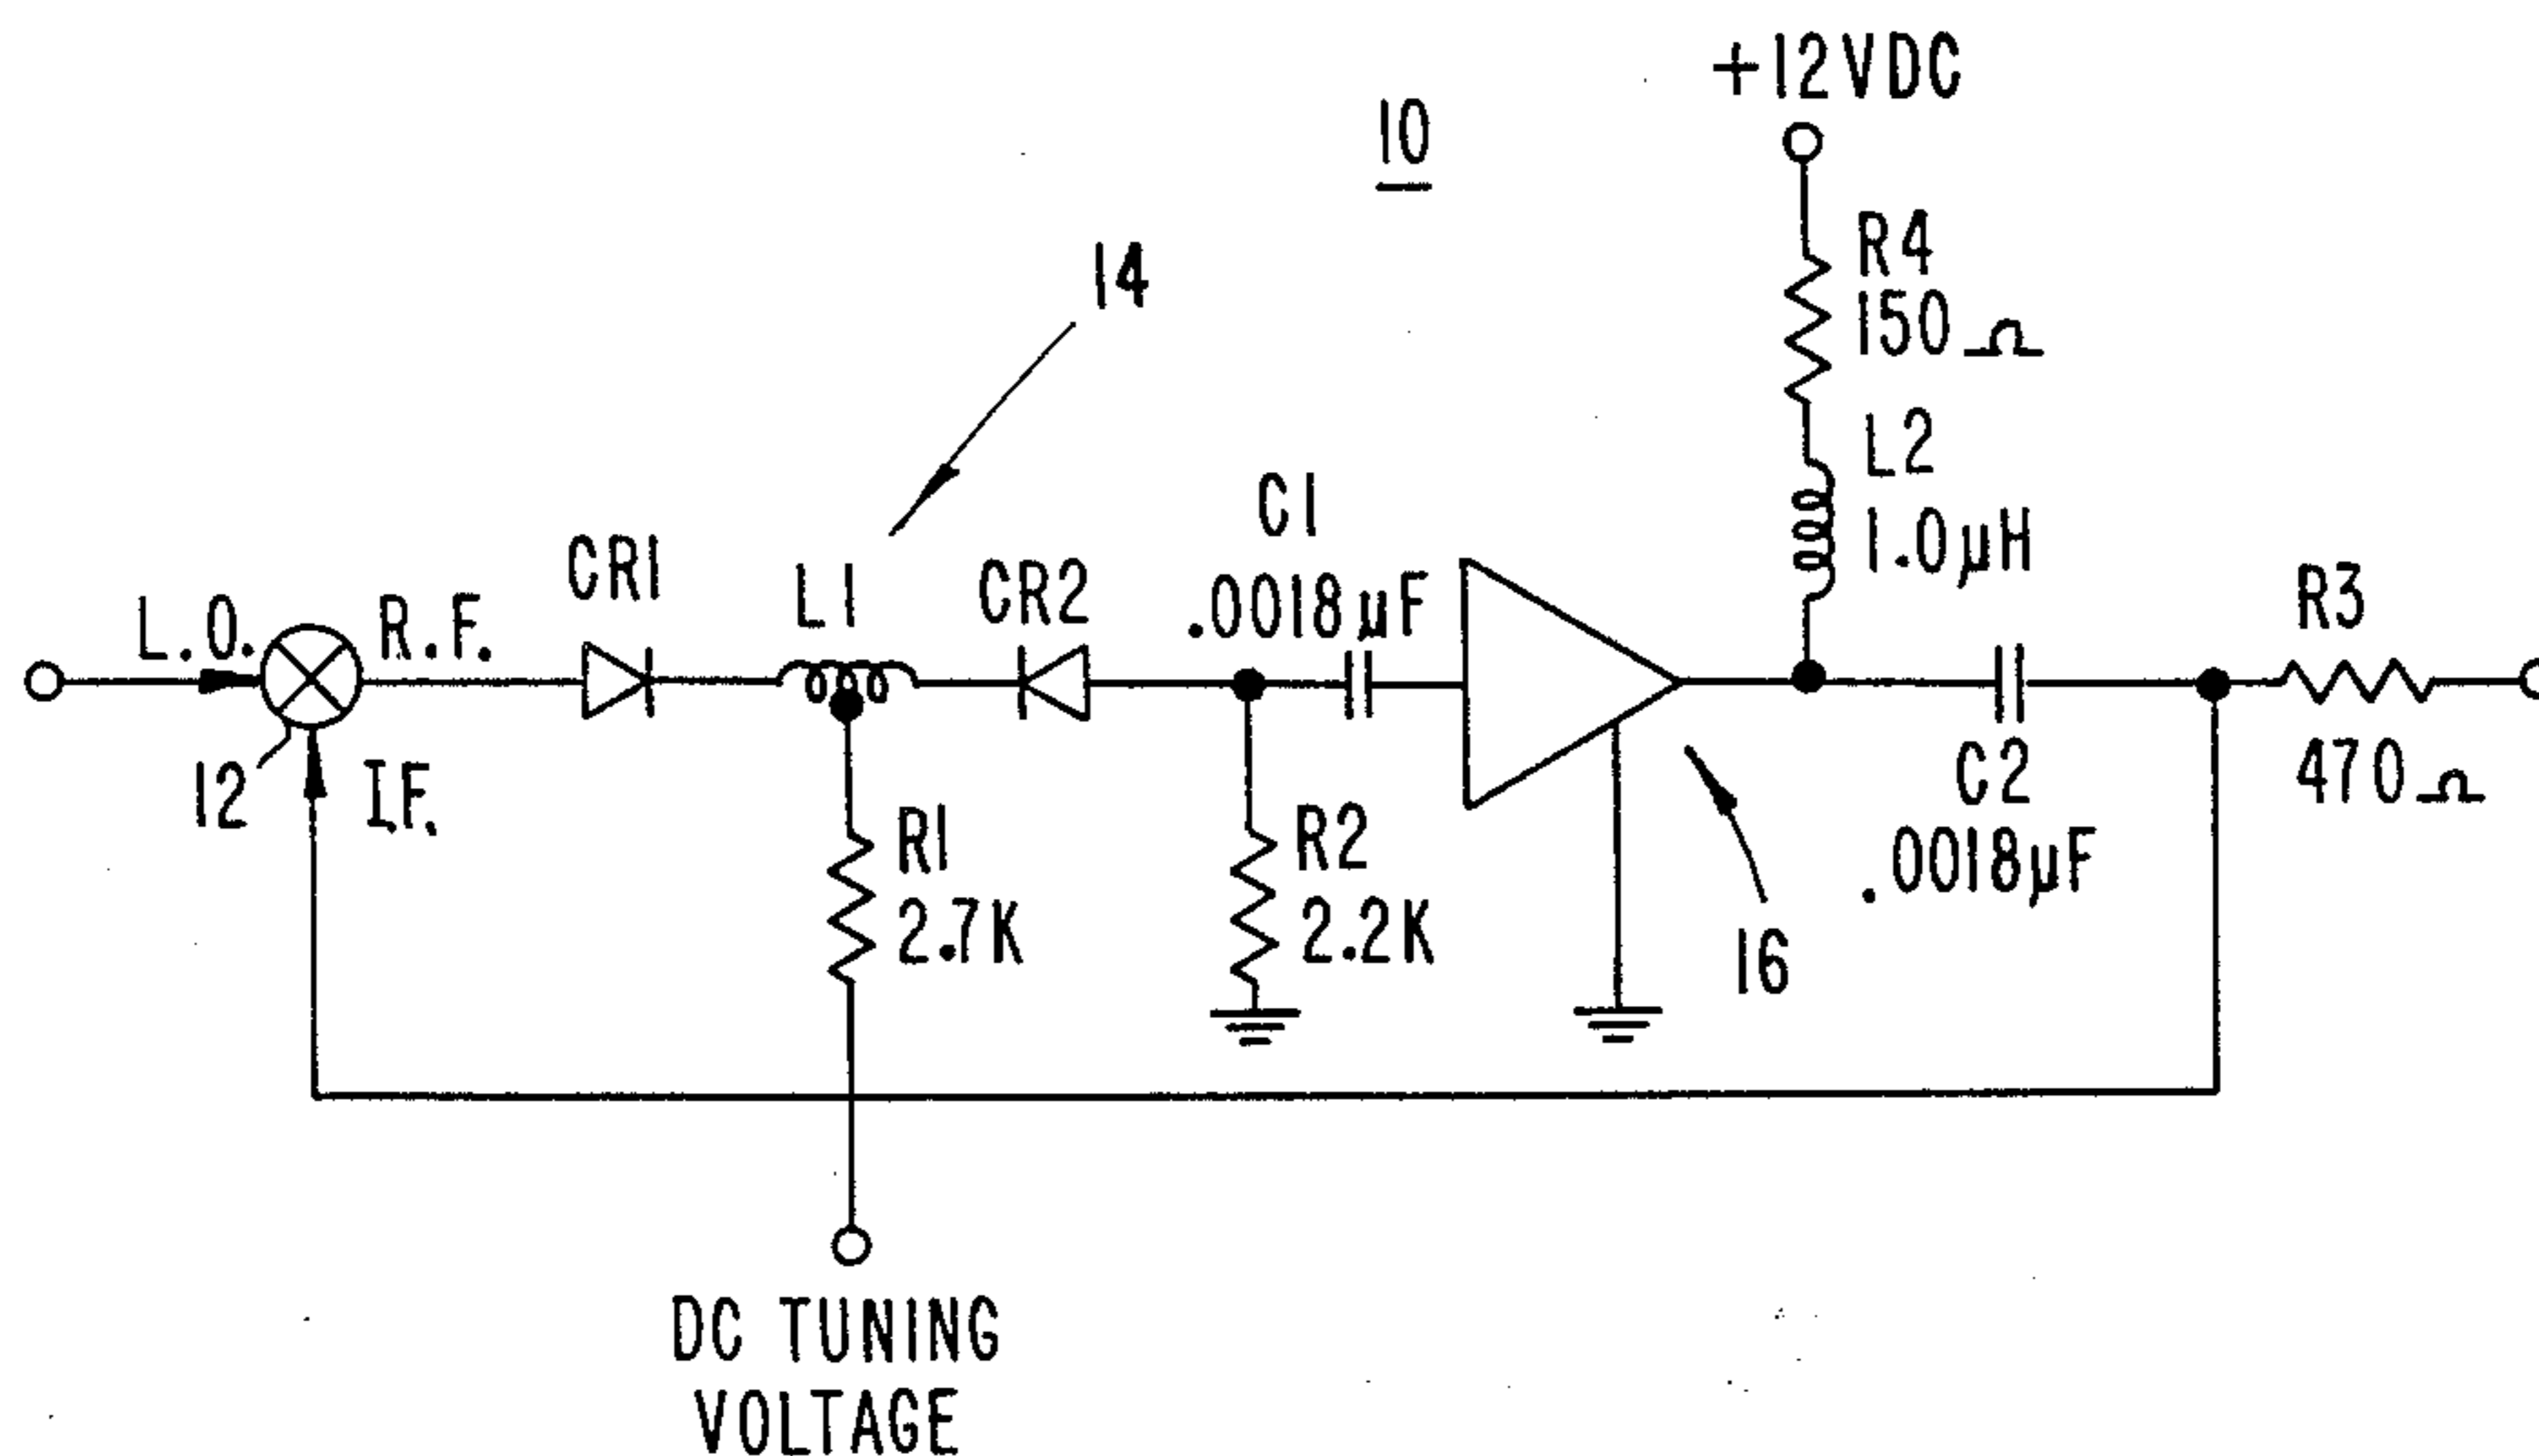 +12VDC
10
R4
150Ω
14
L2
1.0µH
C1
.0018µF
CR1
L1
CR2
R3
470Ω
L.O.
R.F.
12
I.F.
C2
.0018µF
R1
2.7K
R2
2.2K
16
DC TUNING
VOLTAGE